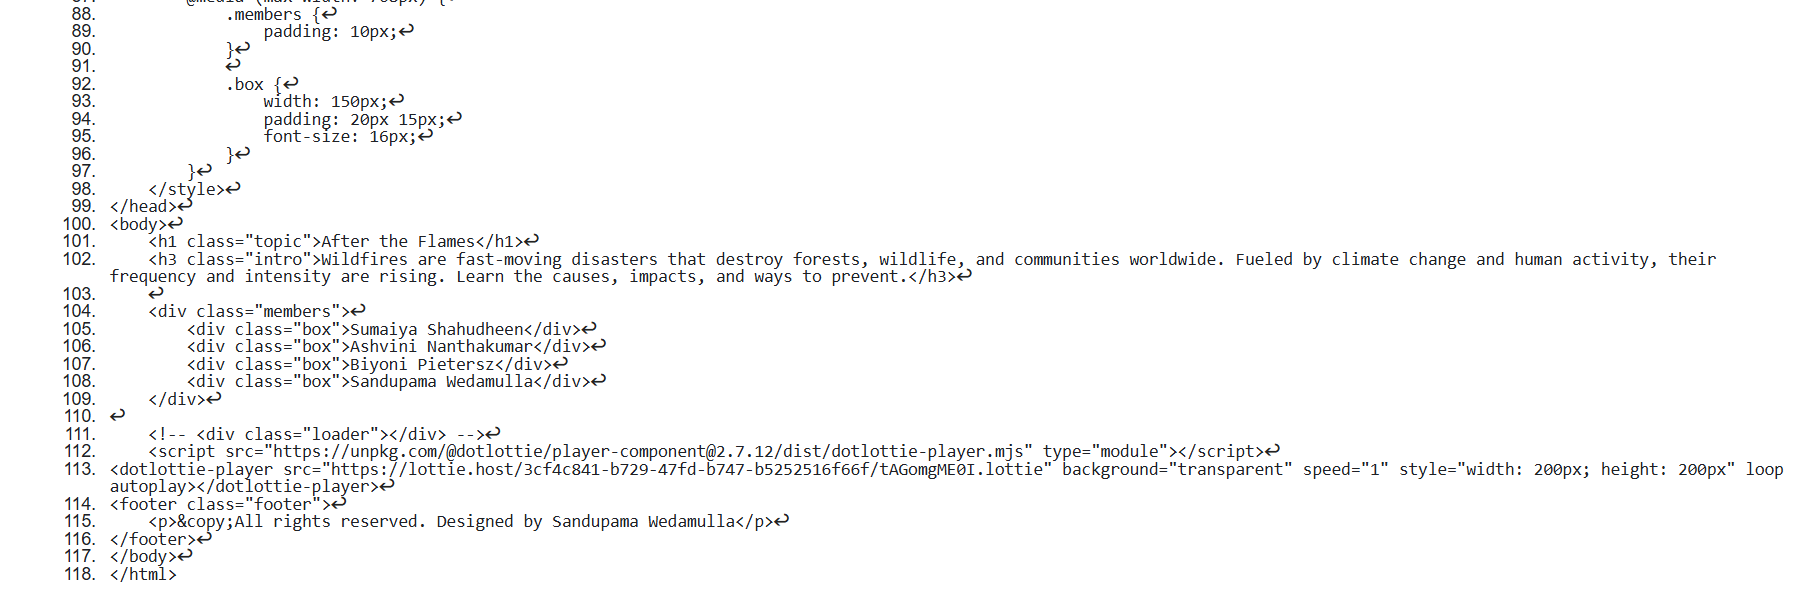 87. @media (max-width: 768px) {↩
88. .members {↩
89. padding: 10px;↩
90. }↩
91. ↩
92. .box {↩
93. width: 150px;↩
94. padding: 20px 15px;↩
95. font-size: 16px;↩
96. }↩
97. }↩
98. </style>↩
99. </head>↩
100. <body>↩
101. <h1 class="topic">After the Flames</h1>↩
102. <h3 class="intro">Wildfires are fast-moving disasters that destroy forests, wildlife, and communities worldwide. Fueled by climate change and human activity, their
frequency and intensity are rising. Learn the causes, impacts, and ways to prevent.</h3>↩
103. ↩
104. <div class="members">↩
105. <div class="box">Sumaiya Shahudheen</div>↩
106. <div class="box">Ashvini Nanthakumar</div>↩
107. <div class="box">Biyoni Pietersz</div>↩
108. <div class="box">Sandupama Wedamulla</div>↩
109. </div>↩
110. ↩
111. <!-- <div class="loader"></div> -->↩
112. <script src="https://unpkg.com/@dotlottie/player-component@2.7.12/dist/dotlottie-player.mjs" type="module"></script>↩
113. <dotlottie-player src="https://lottie.host/3cf4c841-b729-47fd-b747-b5252516f66f/tAGomgME0I.lottie" background="transparent" speed="1" style="width: 200px; height: 200px" loop
autoplay></dotlottie-player>↩
114. <footer class="footer">↩
115. <p>&copy;All rights reserved. Designed by Sandupama Wedamulla</p>↩
116. </footer>↩
117. </body>↩
118. </html>